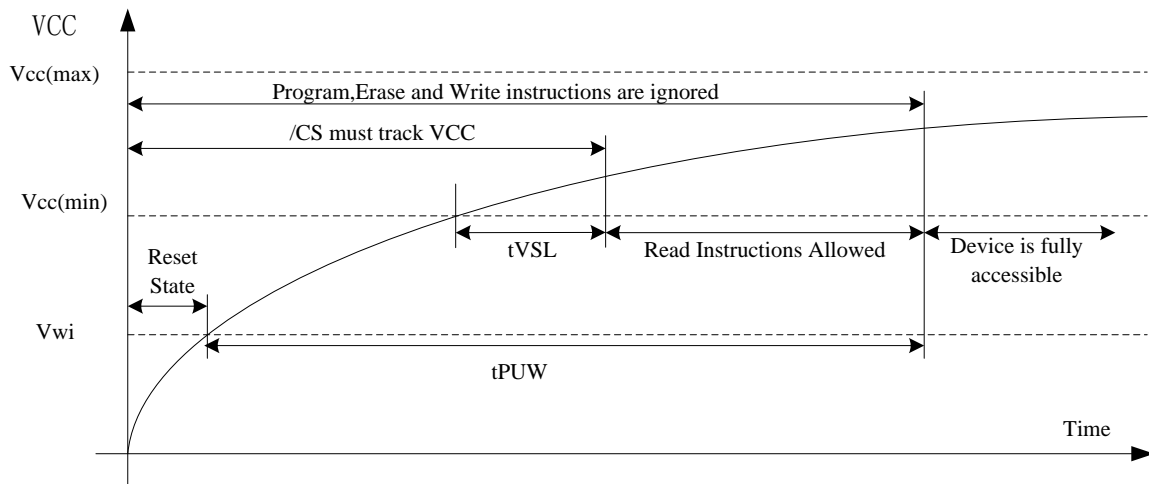 VCC
Vcc(max)
Program,Erase and Write instructions are ignored
/CS must track VCC
Vcc(min)
tVSL
Read Instructions Allowed
Device is fully
accessible
Reset
State
Vwi
tPUW
Time